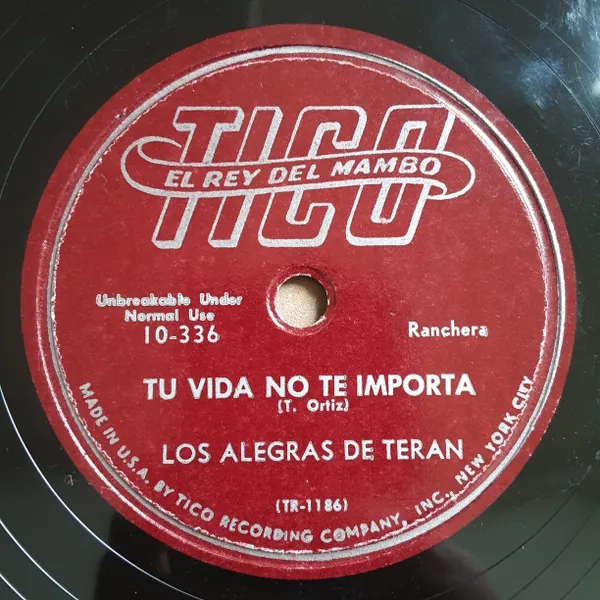 TICO
EL REY DEL MAMBO
Unbreakable Under
Normal Use
10-336
Ranchera
TU VIDA NO TE IMPORTA
(T. Ortiz)
LOS ALEGRAS DE TERAN
(TR-1186)
MADE IN U.S.A. BY TICO RECORDING COMPANY, INC., NEW YORK CITY